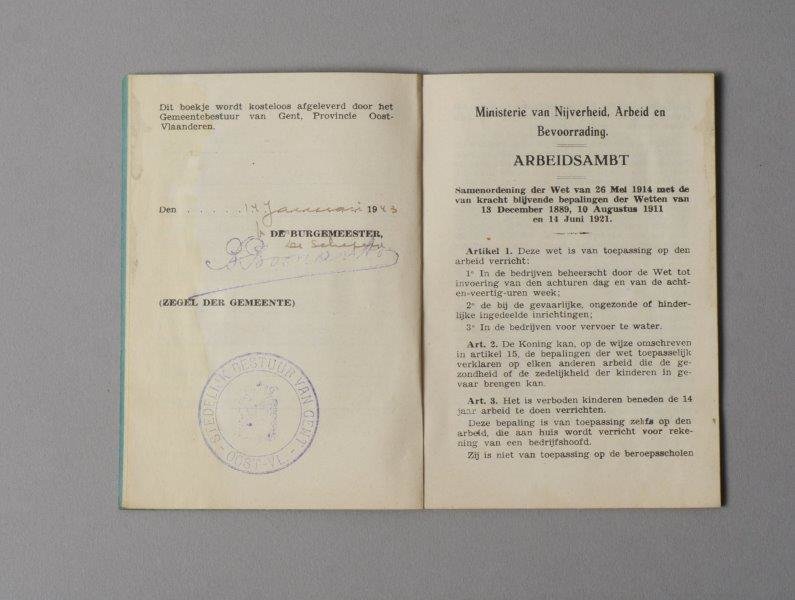 Dit boekje wordt kosteloos afgeleverd door het
Gemeentebestuur van Gent, Provincie Oost-
Vlaanderen.
Den . . . . . 14 Januari 1943
DE BURGEMEESTER,
De Schepene
(ZEGEL DER GEMEENTE)
STEDELIJK BESTUUR VAN GENT
OOST-VL.
Ministerie van Nijverheid, Arbeid en
Bevoorrading.
ARBEIDSAMBT
Samenordening der Wet van 26 Mei 1914 met de
van kracht blijvende bepalingen der Wetten van
13 December 1889, 10 Augustus 1911
en 14 Juni 1921.
Artikel 1. Deze wet is van toepassing op den
arbeid verricht:
1° In de bedrijven beheerscht door de Wet tot
invoering van den achturen dag en van de acht-
en-veertig-uren week;
2° de bij de gevaarlijke, ongezonde of hinder-
lijke ingedeelde inrichtingen;
3° In de bedrijven voor vervoer te water.
Art. 2. De Koning kan, op de wijze omschreven
in artikel 15, de bepalingen der wet toepasselijk
verklaren op elken anderen arbeid die de ge-
zondheid of de zedelijkheid der kinderen in ge-
vaar brengen kan.
Art. 3. Het is verboden kinderen beneden de 14
jaar arbeid te doen verrichten.
Deze bepaling is van toepassing zelfs op den
arbeid, die aan huis wordt verricht voor reke-
ning van een bedrijfshoofd.
Zij is niet van toepassing op de beroepsscholen